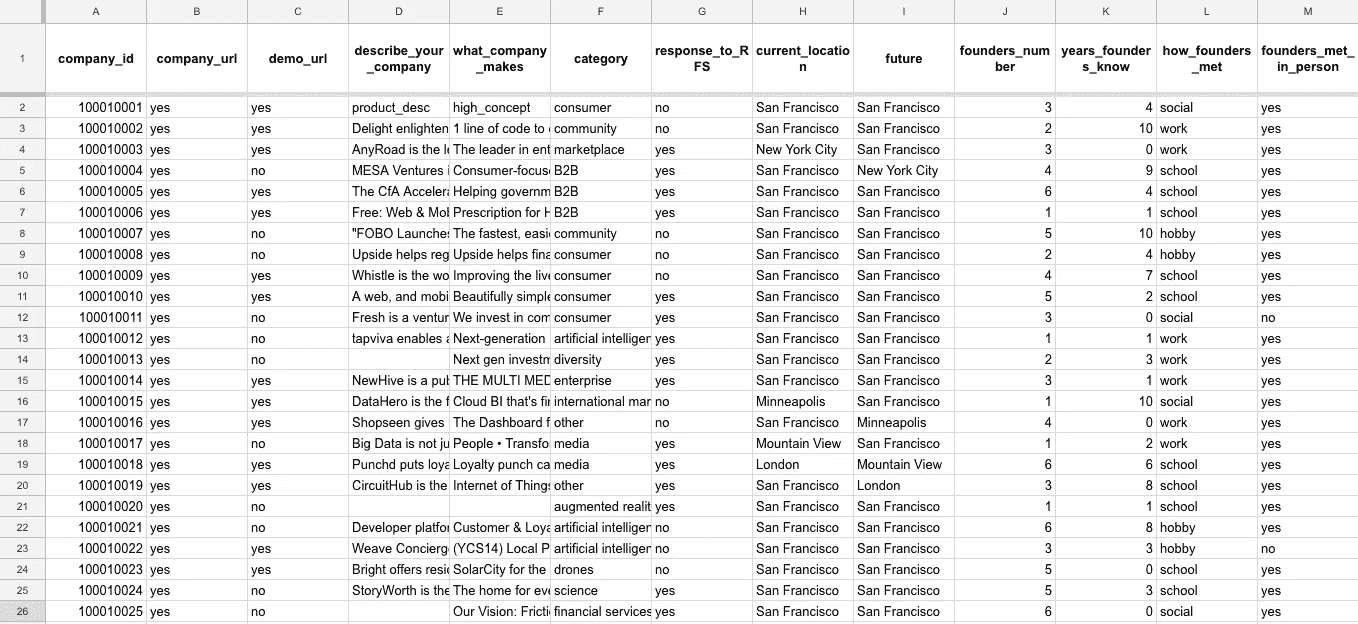 A B C D E F G H I J K L M
1 company_id company_url demo_url describe_your_company what_company_makes category response_to_RFS current_location future founders_number years_founders_know how_founders_met founders_met_in_person
2 100010001 yes yes product_desc high_concept consumer no San Francisco San Francisco 3 4 social yes
3 100010002 yes yes Delight enlighten 1 line of code to community no San Francisco San Francisco 2 10 work yes
4 100010003 yes yes AnyRoad is the le The leader in ent marketplace yes New York City San Francisco 3 0 work yes
5 100010004 yes no MESA Ventures i Consumer-focus B2B yes San Francisco New York City 4 9 school yes
6 100010005 yes yes The CfA Accelera Helping governm B2B yes San Francisco San Francisco 6 4 school yes
7 100010006 yes yes Free: Web & Mob Prescription for H B2B yes San Francisco San Francisco 1 1 school yes
8 100010007 yes no "FOBO Launches The fastest, easi community no San Francisco San Francisco 5 10 hobby yes
9 100010008 yes no Upside helps reg Upside helps fina consumer no San Francisco San Francisco 2 4 hobby yes
10 100010009 yes yes Whistle is the wo Improving the live consumer no San Francisco San Francisco 4 7 school yes
11 100010010 yes yes A web, and mobi Beautifully simple consumer yes San Francisco San Francisco 5 2 school yes
12 100010011 yes no Fresh is a ventur We invest in com consumer yes San Francisco San Francisco 3 0 social no
13 100010012 yes no tapviva enables a Next-generation artificial intelligen yes San Francisco San Francisco 1 1 work yes
14 100010013 yes no Next gen investm diversity yes San Francisco San Francisco 2 3 work yes
15 100010014 yes yes NewHive is a pub THE MULTI MED enterprise yes San Francisco San Francisco 3 1 work yes
16 100010015 yes yes DataHero is the f Cloud BI that's fi international mar no Minneapolis San Francisco 1 10 social yes
17 100010016 yes yes Shopseen gives The Dashboard f other no San Francisco Minneapolis 4 0 work yes
18 100010017 yes no Big Data is not ju People • Transfo media yes Mountain View San Francisco 1 2 work yes
19 100010018 yes yes Punchd puts loya Loyalty punch ca media yes London Mountain View 6 6 school yes
20 100010019 yes yes CircuitHub is the Internet of Things other yes San Francisco London 3 8 school yes
21 100010020 yes no augmented realit yes San Francisco San Francisco 1 1 school yes
22 100010021 yes no Developer platfor Customer & Loya artificial intelligen no San Francisco San Francisco 6 8 hobby yes
23 100010022 yes yes Weave Concierg (YCS14) Local P artificial intelligen no San Francisco San Francisco 3 3 hobby no
24 100010023 yes yes Bright offers resi SolarCity for the drones no San Francisco San Francisco 5 0 school yes
25 100010024 yes no StoryWorth is the The home for eve science yes San Francisco San Francisco 5 3 school yes
26 100010025 yes no Our Vision: Fricti financial services yes San Francisco San Francisco 6 0 social yes